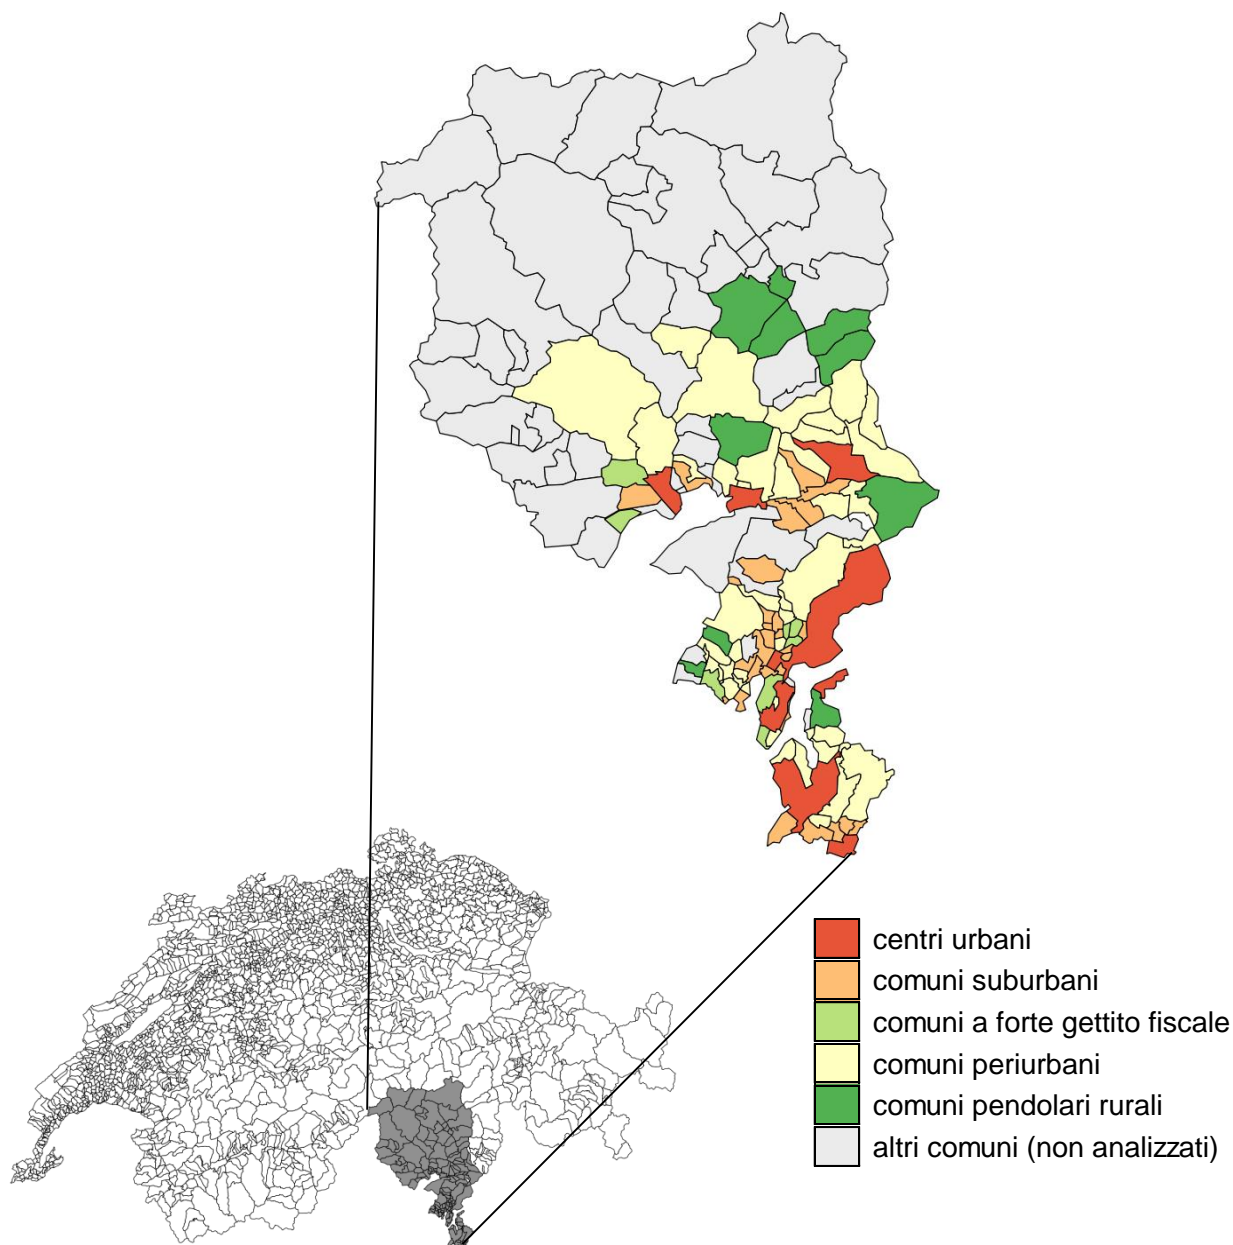 centri urbani
comuni suburbani
comuni a forte gettito fiscale
comuni periurbani
comuni pendolari rurali
altri comuni (non analizzati)